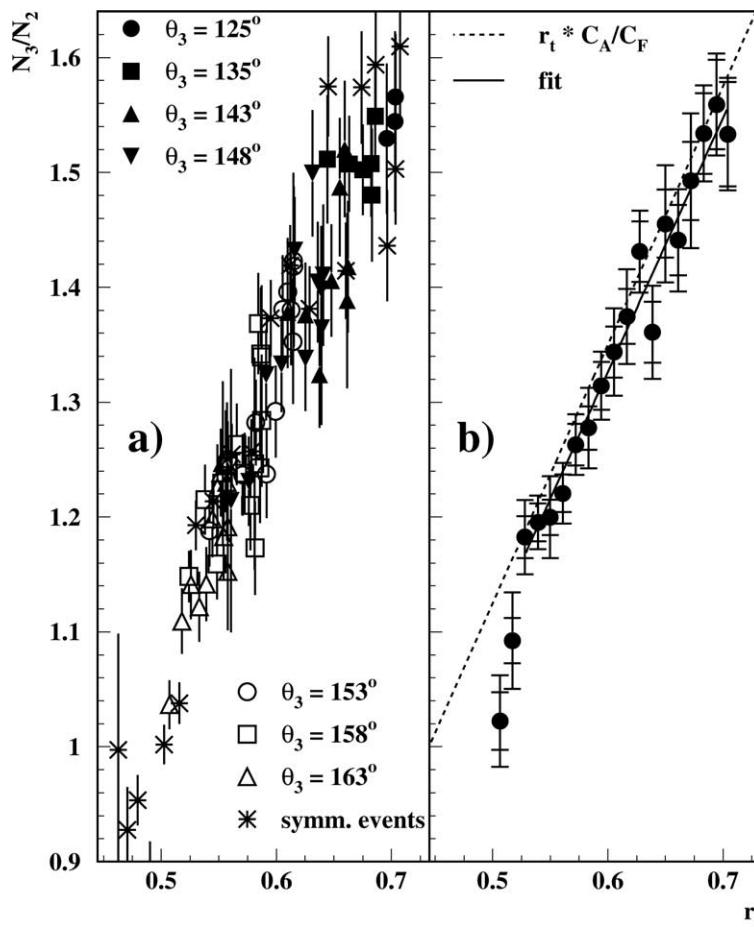 N₃/N₂
1.6
1.5
1.4
1.3
1.2
1.1
1
0.9
θ₃ = 125°
θ₃ = 135°
θ₃ = 143°
θ₃ = 148°
a)
θ₃ = 153°
θ₃ = 158°
θ₃ = 163°
symm. events
0.5 0.6 0.7
rₜ * C_A/C_F
fit
b)
0.5 0.6 0.7
r